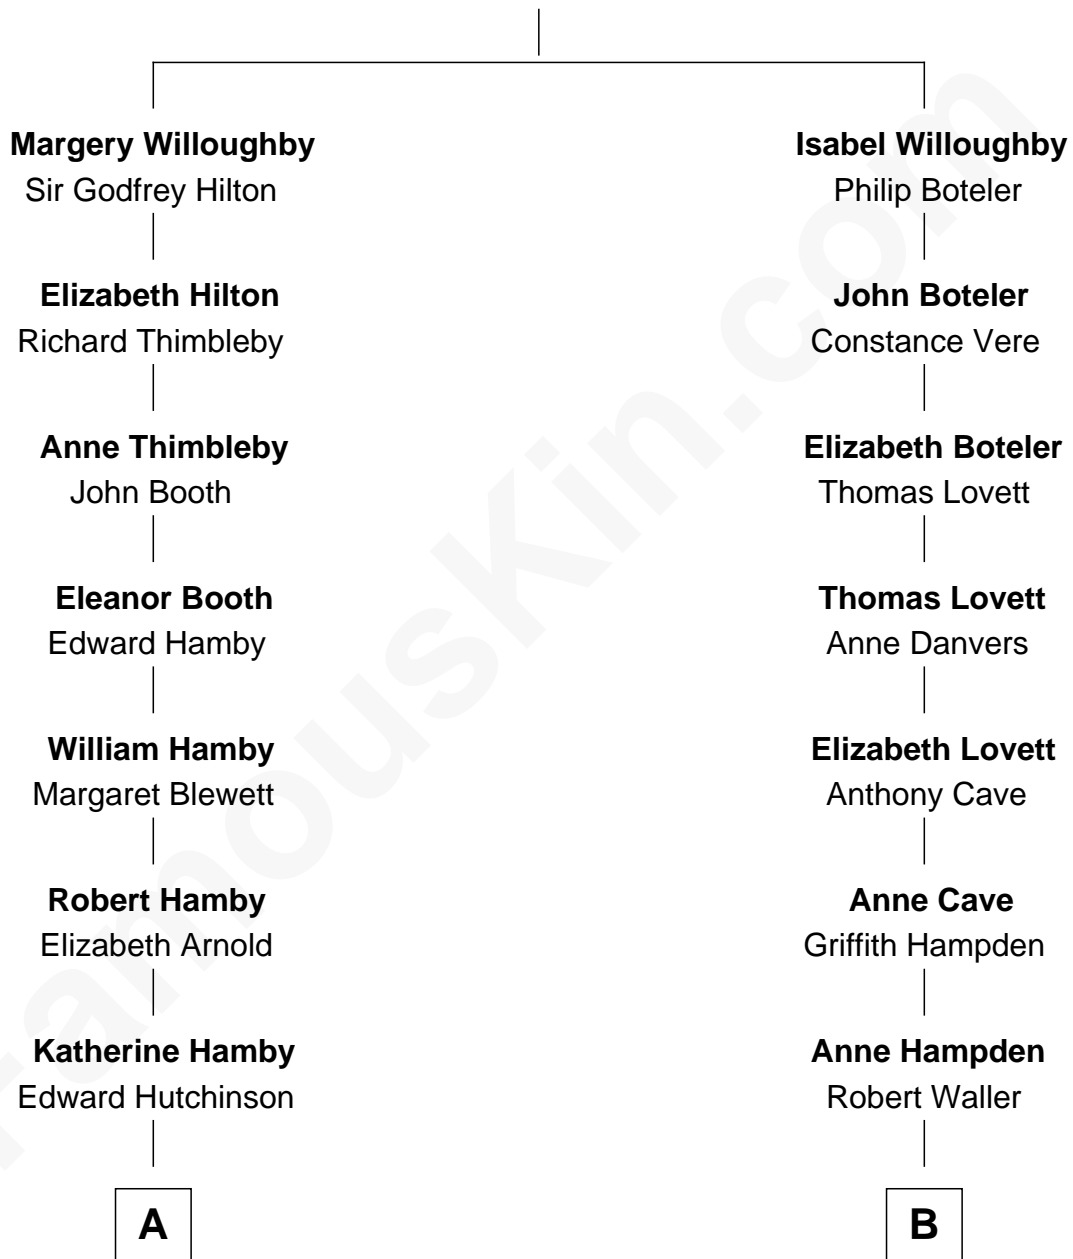 Margery Willoughby
Sir Godfrey Hilton
Isabel Willoughby
Philip Boteler
Elizabeth Hilton
Richard Thimbleby
John Boteler
Constance Vere
Anne Thimbleby
John Booth
Elizabeth Boteler
Thomas Lovett
Eleanor Booth
Edward Hamby
Thomas Lovett
Anne Danvers
William Hamby
Margaret Blewett
Elizabeth Lovett
Anthony Cave
Robert Hamby
Elizabeth Arnold
Anne Cave
Griffith Hampden
Katherine Hamby
Edward Hutchinson
Anne Hampden
Robert Waller
A
B
FamousKin.com